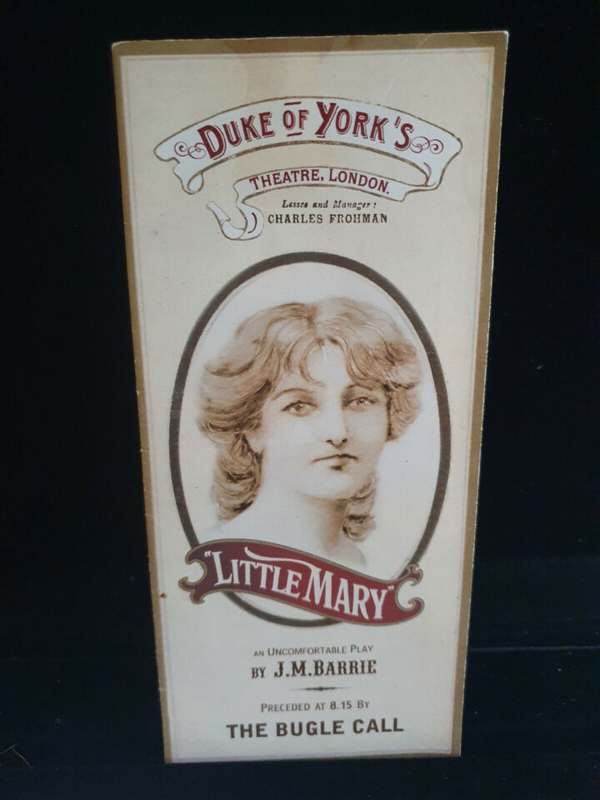 DUKE OF YORK'S
THEATRE, LONDON.
Lessee and Manager:
CHARLES FROHMAN
"LITTLE MARY"
AN UNCOMFORTABLE PLAY
BY J.M.BARRIE
PRECEDED AT 8.15 BY
THE BUGLE CALL